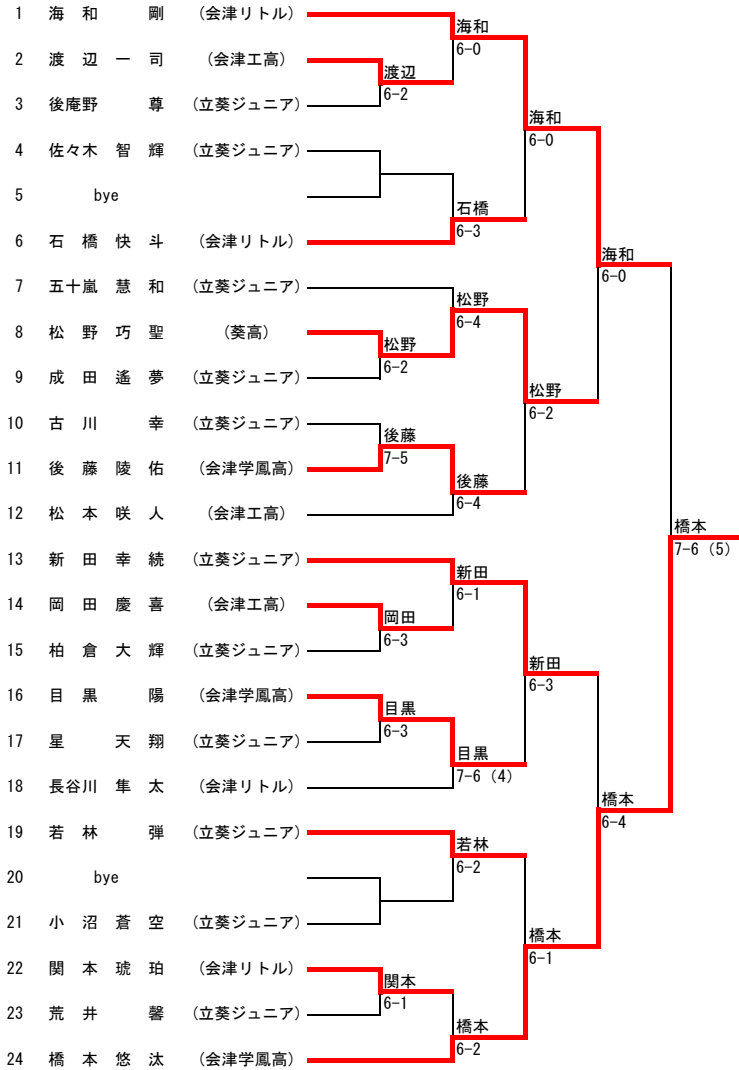 1 海 和 剛 (会津リトル)
海和
6-0
2 渡 辺 一 司 (会津工高)
渡辺
6-2
3 後庵野 尊 (立葵ジュニア)
海和
6-0
4 佐々木 智 輝 (立葵ジュニア)
5 bye
石橋
6-3
6 石 橋 快 斗 (会津リトル)
海和
6-0
7 五十嵐 慧 和 (立葵ジュニア)
松野
6-4
8 松 野 巧 聖 (葵高)
松野
6-2
9 成 田 遙 夢 (立葵ジュニア)
松野
6-2
10 古 川 幸 (立葵ジュニア)
後藤
7-5
11 後 藤 陵 佑 (会津学鳳高)
後藤
6-4
12 松 本 咲 人 (会津工高)
橋本
7-6 (5)
13 新 田 幸 続 (立葵ジュニア)
新田
6-1
14 岡 田 慶 喜 (会津工高)
岡田
6-3
15 柏 倉 大 輝 (立葵ジュニア)
新田
6-3
16 目 黒 陽 (会津学鳳高)
目黒
6-3
17 星 天 翔 (立葵ジュニア)
目黒
7-6 (4)
18 長谷川 隼 太 (会津リトル)
橋本
6-4
19 若 林 弾 (立葵ジュニア)
若林
6-2
20 bye
21 小 沼 蒼 空 (立葵ジュニア)
橋本
6-1
22 関 本 琥 珀 (会津リトル)
関本
6-1
23 荒 井 馨 (立葵ジュニア)
橋本
6-2
24 橋 本 悠 汰 (会津学鳳高)